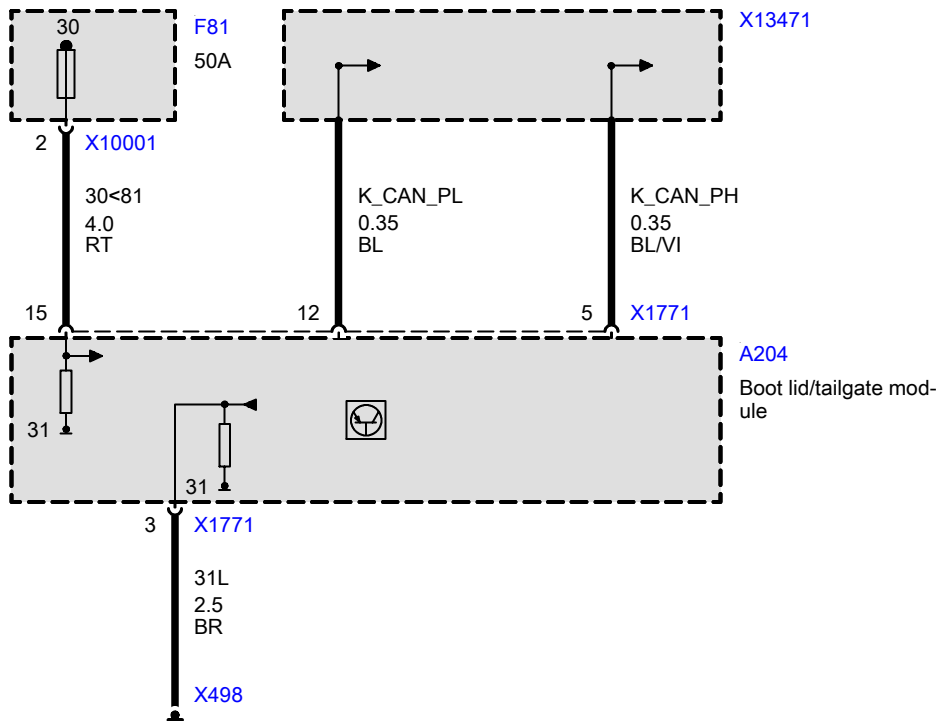 30
F81
50A
X13471
2
X10001
30<81
4.0
RT
K_CAN_PL
0.35
BL
K_CAN_PH
0.35
BL/VI
15
12
5
X1771
A204
Boot lid/tailgate mod-
ule
31
31
3
X1771
31L
2.5
BR
X498